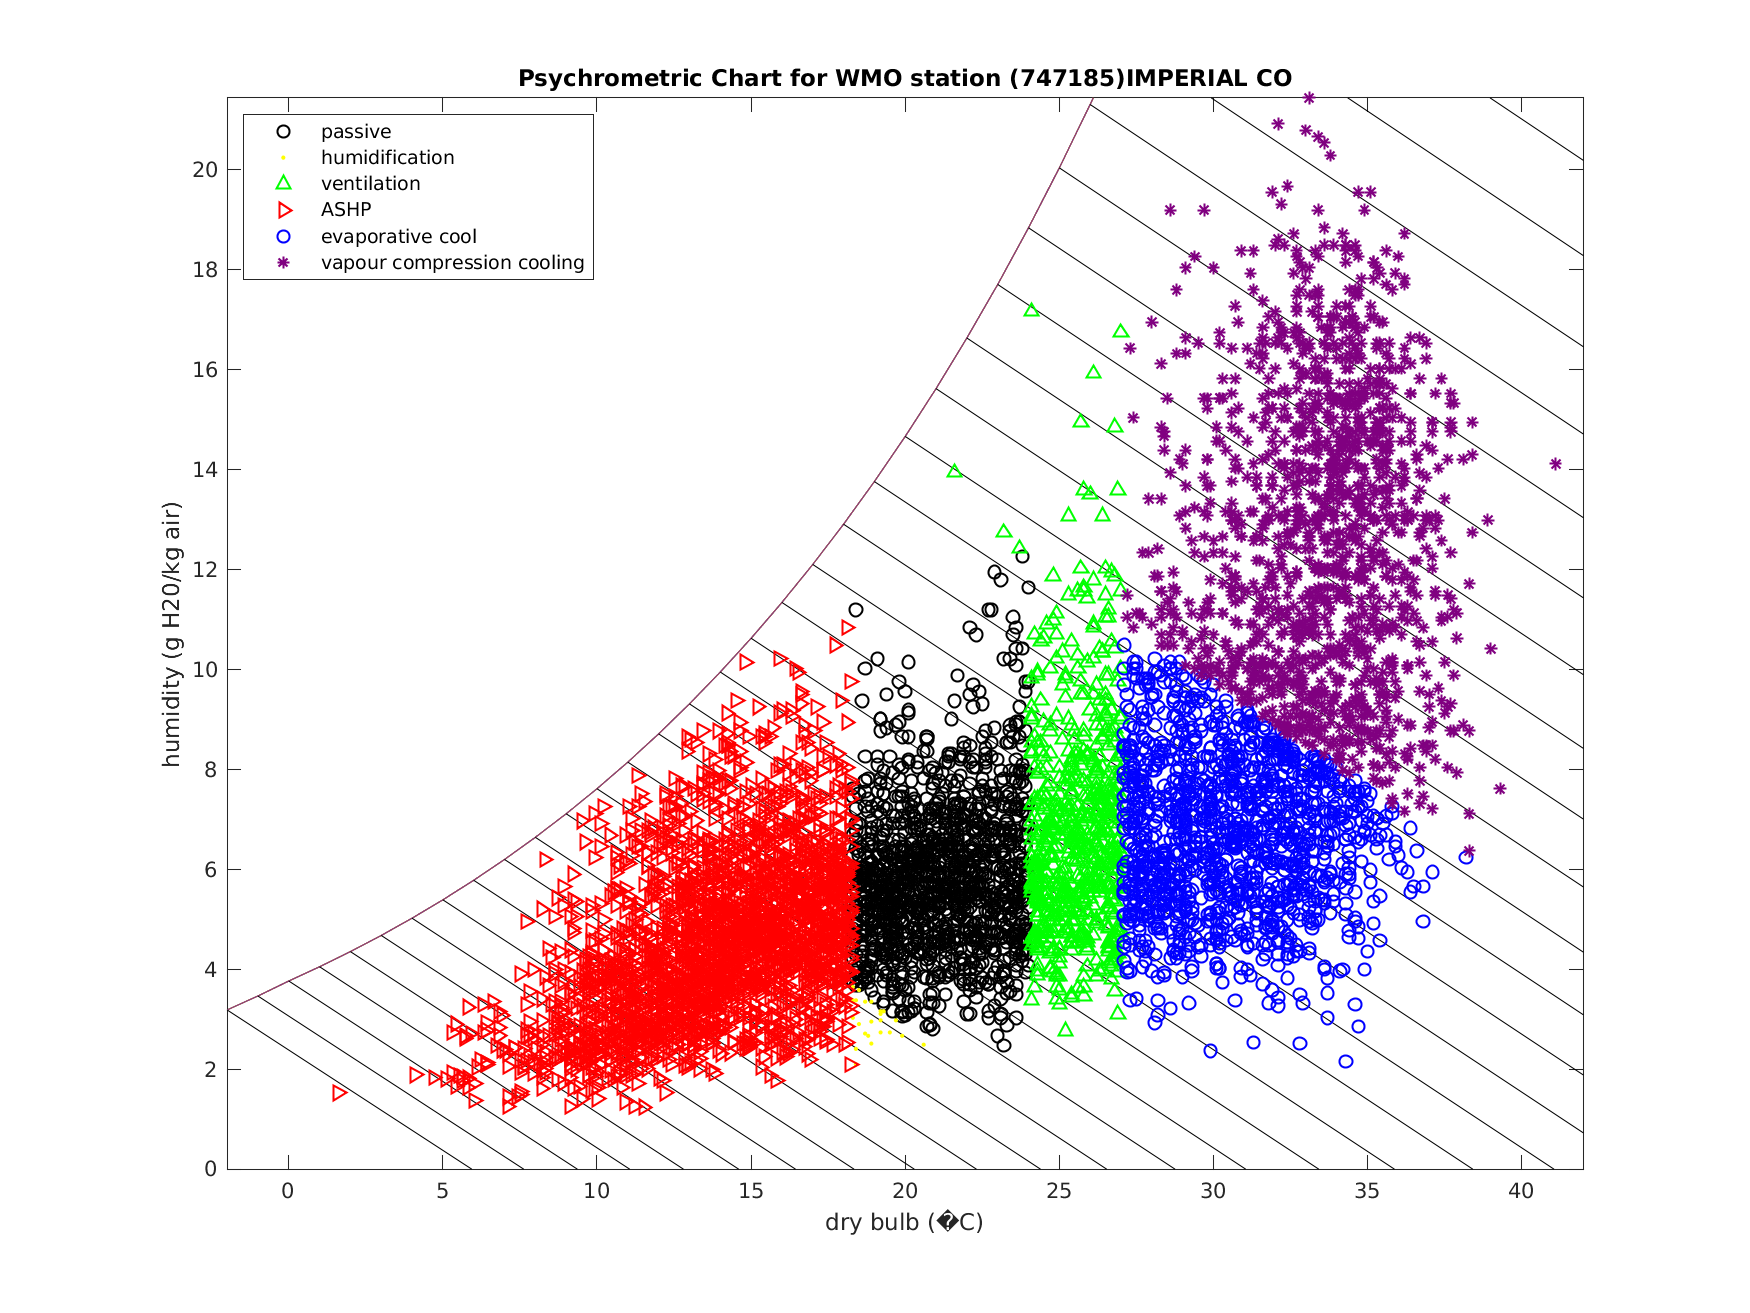 Psychrometric Chart for WMO station (747185)IMPERIAL CO
passive
humidification
ventilation
ASHP
evaporative cool
vapour compression cooling
humidity (g H20/kg air)
20
18
16
14
12
10
8
6
4
2
0
0 5 10 15 20 25 30 35 40
dry bulb (�C)